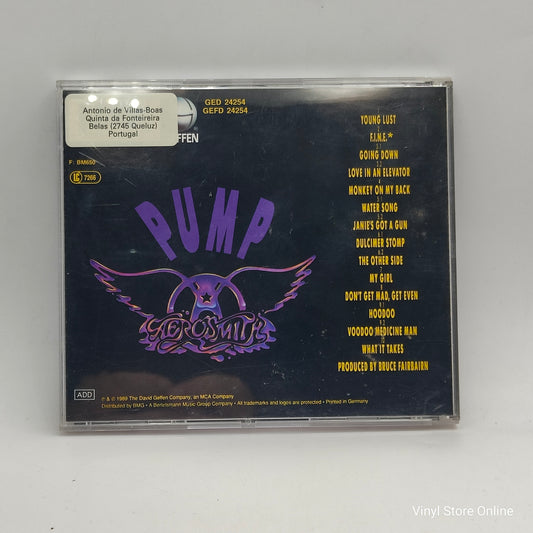 Antonio de Villas-Boas
Quinta da Fonteireira
Belas (2745 Queluz)
Portugal
FFEN
GED 24254
GEFD 24254
F: BM650
LC 7266
PUMP
AEROSMITH
YOUNG LUST
F.I.N.E.*
GOING DOWN
LOVE IN AN ELEVATOR
MONKEY ON MY BACK
WATER SONG
JANIE'S GOT A GUN
DULCIMER STOMP
THE OTHER SIDE
MY GIRL
DON'T GET MAD, GET EVEN
HOODOO
VOODOO MEDICINE MAN
WHAT IT TAKES
PRODUCED BY BRUCE FAIRBAIRN
ADD
℗ & © 1989 The David Geffen Company, an MCA Company
Distributed by BMG • A Bertelsmann Music Group Company • All trademarks and logos are protected • Printed in Germany
Vinyl Store Online